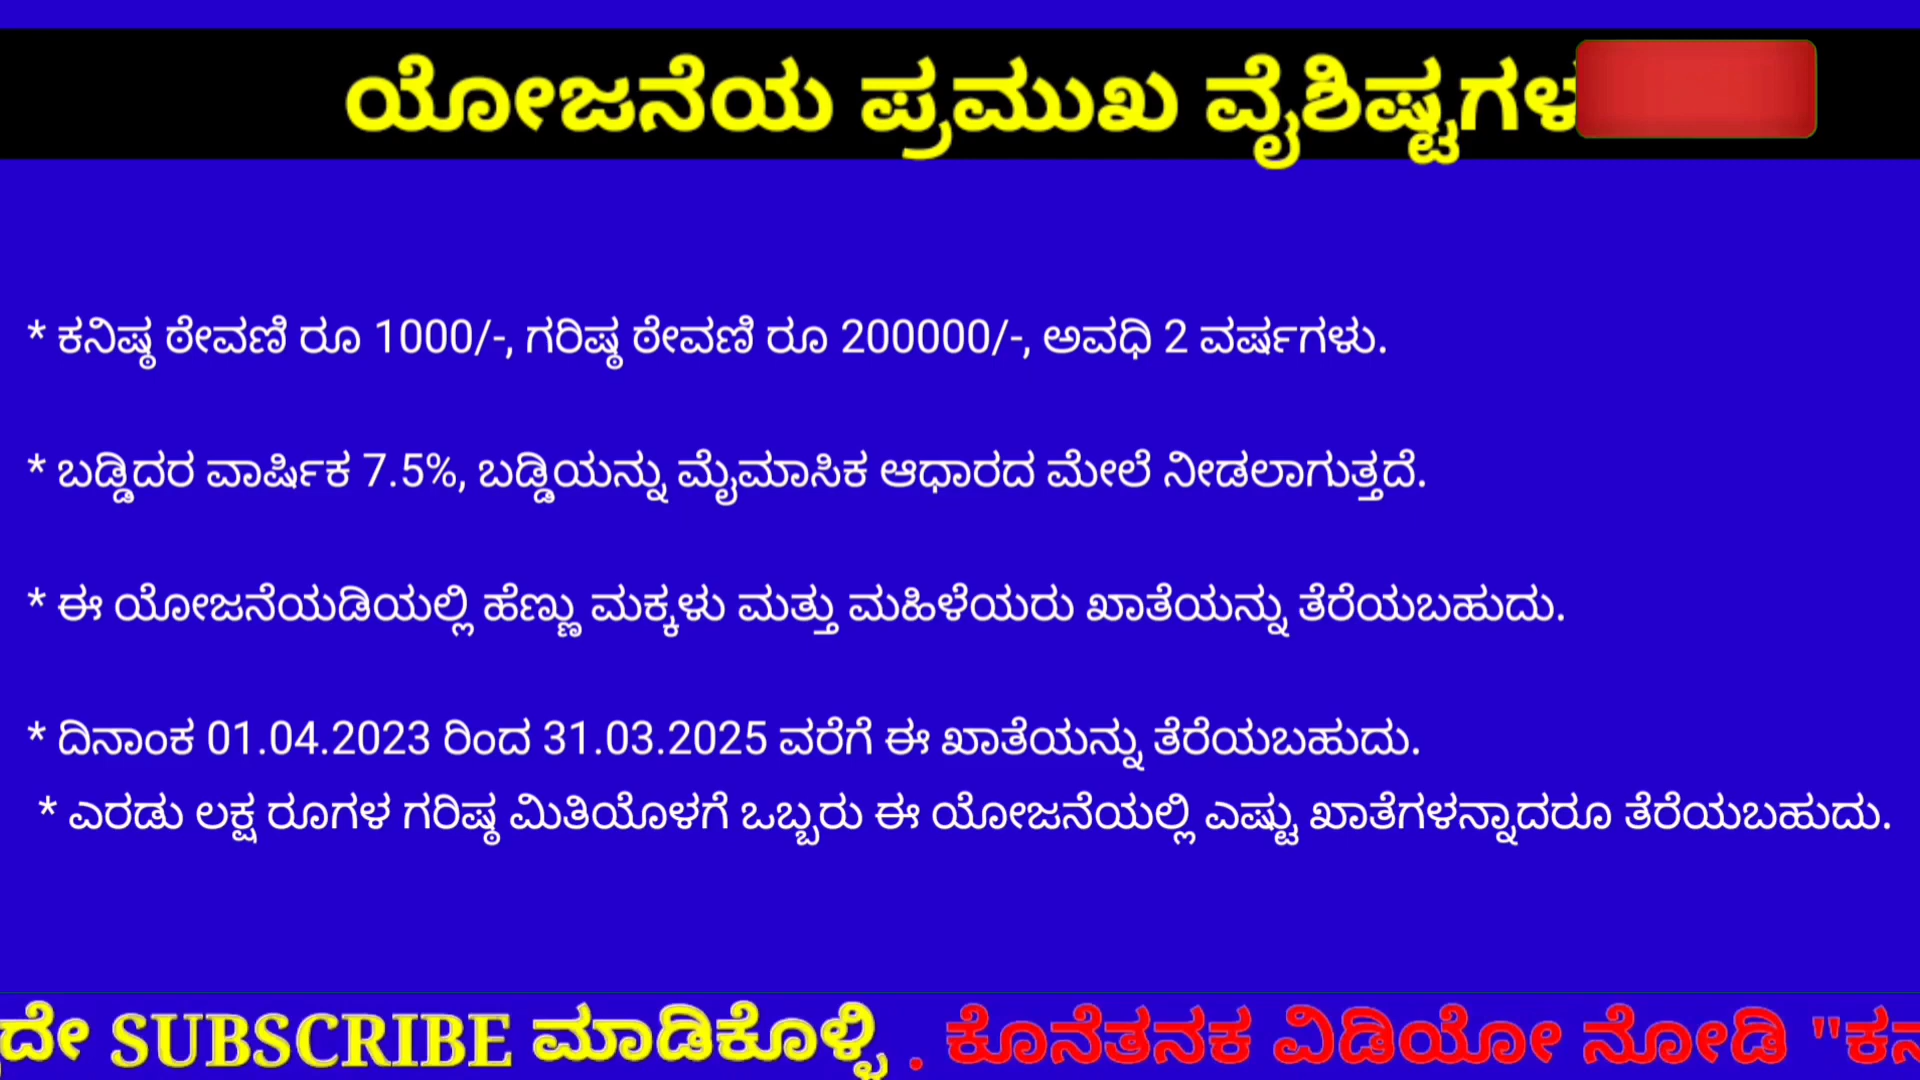 ಯೋಜನೆಯ ಪ್ರಮುಖ ವೈಶಿಷ್ಟಗಳ
* ಕನಿಷ್ಠ ಠೇವಣಿ ರೂ 1000/-, ಗರಿಷ್ಠ ಠೇವಣಿ ರೂ 200000/-, ಅವಧಿ 2 ವರ್ಷಗಳು.
* ಬಡ್ಡಿದರ ವಾರ್ಷಿಕ 7.5%, ಬಡ್ಡಿಯನ್ನು ಮೈಮಾಸಿಕ ಆಧಾರದ ಮೇಲೆ ನೀಡಲಾಗುತ್ತದೆ.
* ಈ ಯೋಜನೆಯಡಿಯಲ್ಲಿ ಹೆಣ್ಣು ಮಕ್ಕಳು ಮತ್ತು ಮಹಿಳೆಯರು ಖಾತೆಯನ್ನು ತೆರೆಯಬಹುದು.
* ದಿನಾಂಕ 01.04.2023 ರಿಂದ 31.03.2025 ವರೆಗೆ ಈ ಖಾತೆಯನ್ನು ತೆರೆಯಬಹುದು.
* ಎರಡು ಲಕ್ಷ ರೂಗಳ ಗರಿಷ್ಠ ಮಿತಿಯೊಳಗೆ ಒಬ್ಬರು ಈ ಯೋಜನೆಯಲ್ಲಿ ಎಷ್ಟು ಖಾತೆಗಳನ್ನಾದರೂ ತೆರೆಯಬಹುದು.
ದೇ SUBSCRIBE ಮಾಡಿಕೊಳ್ಳಿ . ಕೊನೆತನಕ ವಿಡಿಯೋ ನೋಡಿ "ಕನ